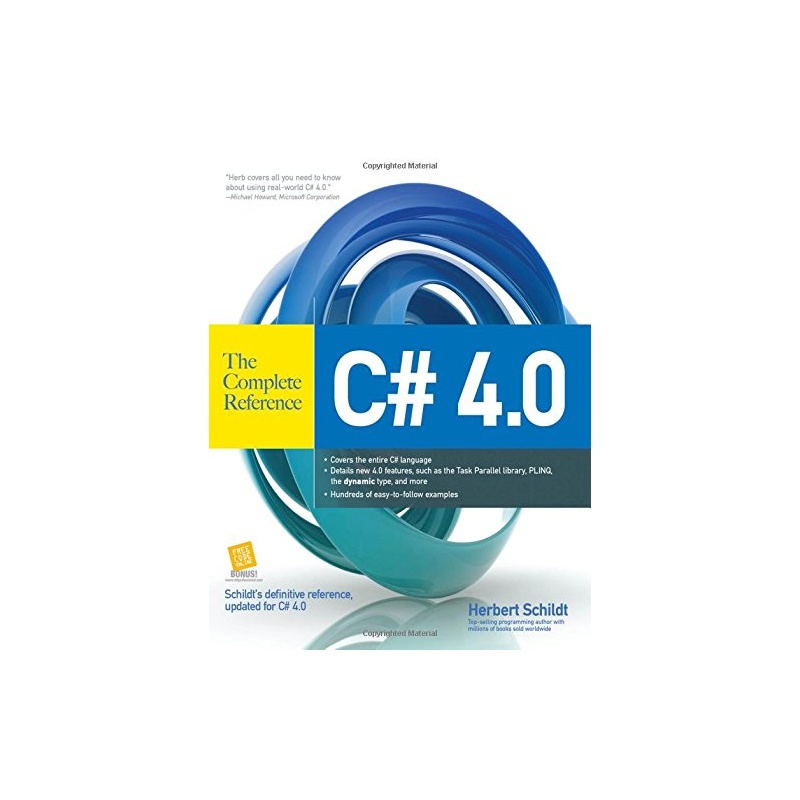 Copyrighted Material
"Herb covers all you need to know
about using real-world C# 4.0."
—Michael Howard, Microsoft Corporation
The
Complete
Reference
C# 4.0
• Covers the entire C# language
• Details new 4.0 features, such as the Task Parallel library, PLINQ,
the dynamic type, and more
• Hundreds of easy-to-follow examples
FREE
CODE
ONLINE
BONUS!
Schildt's definitive reference,
updated for C# 4.0
Herbert Schildt
Top-selling programming author with
millions of books sold worldwide
Copyrighted Material